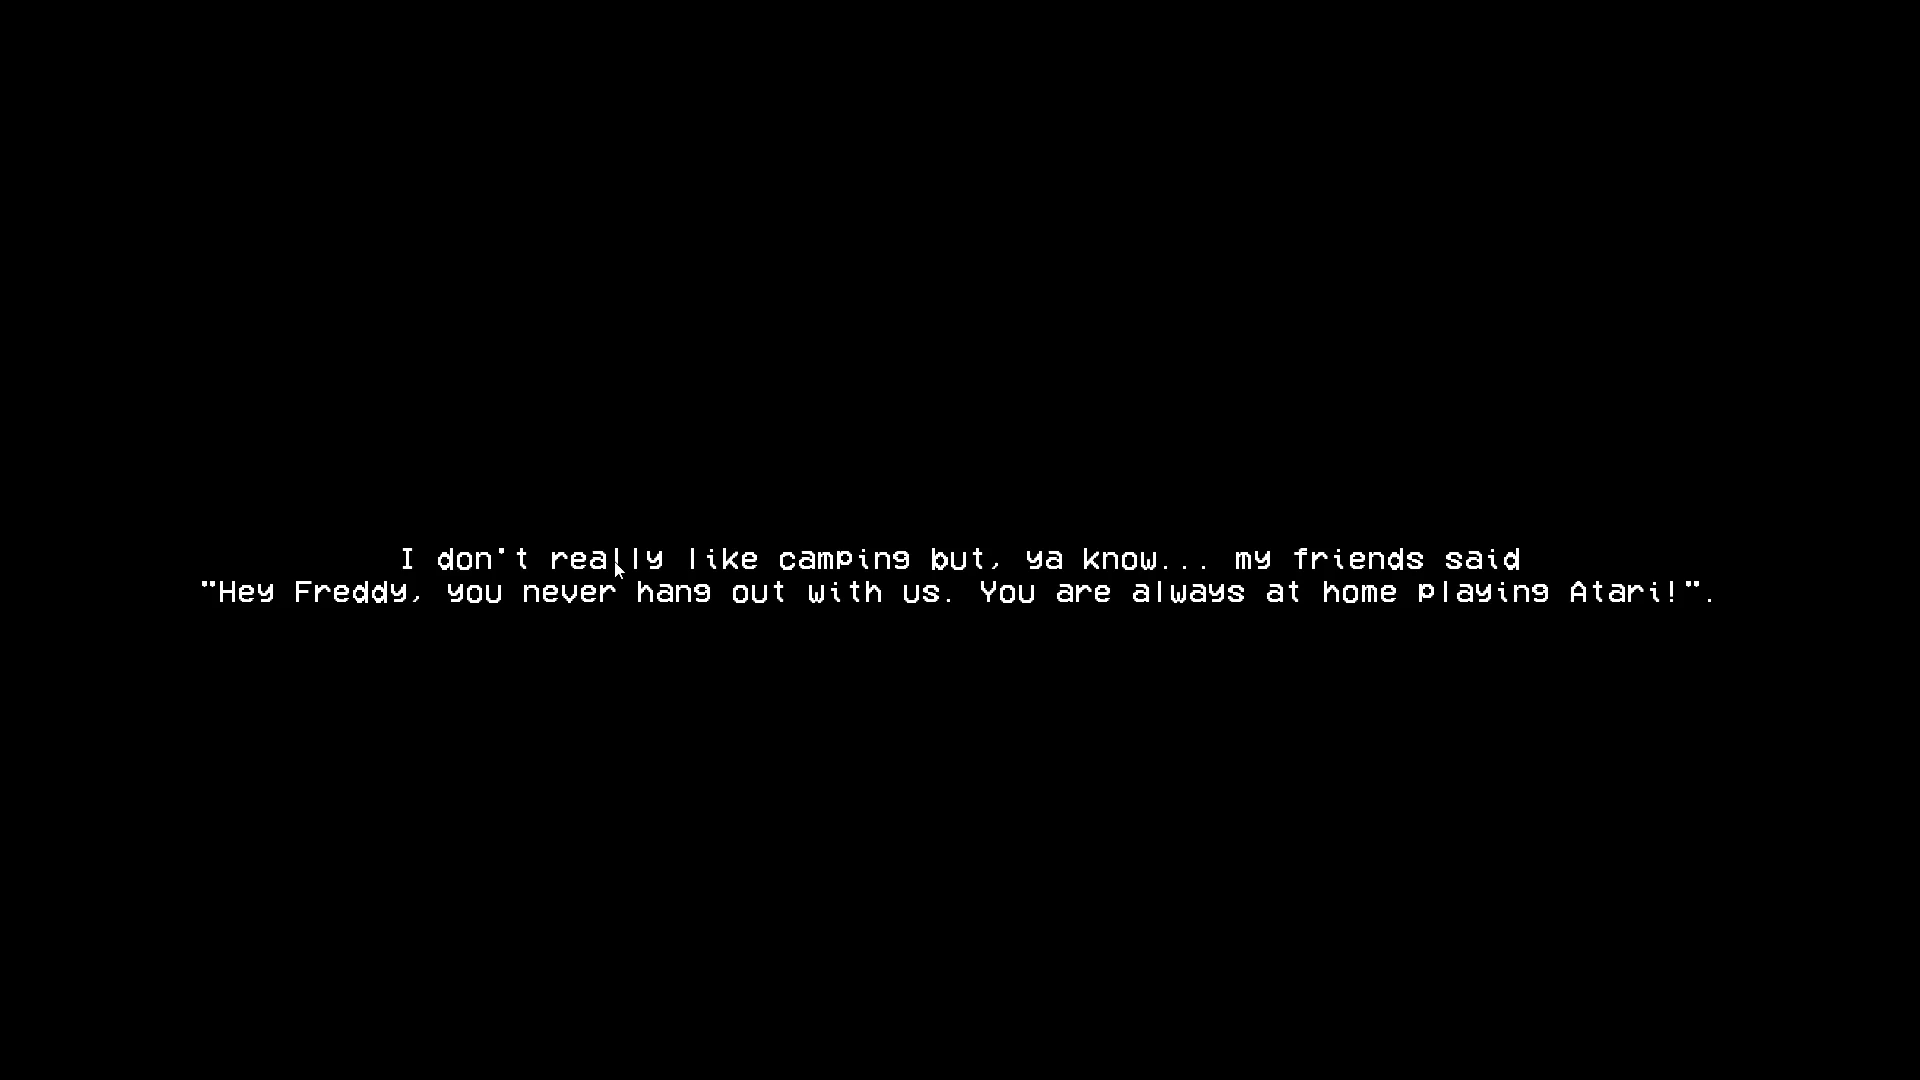 I don't really like camping but, ya know... my friends said
"Hey Freddy, you never hang out with us. You are always at home playing Atari!".